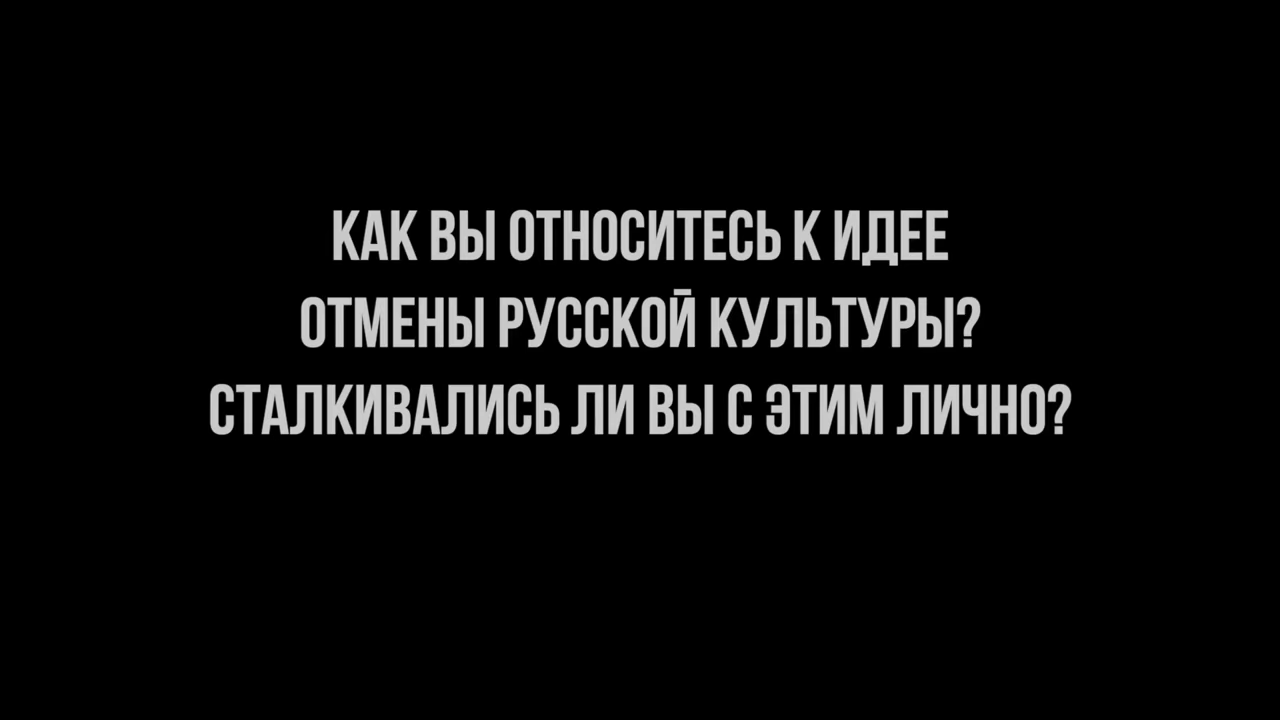 КАК ВЫ ОТНОСИТЕСЬ К ИДЕЕ
ОТМЕНЫ РУССКОЙ КУЛЬТУРЫ?
СТАЛКИВАЛИСЬ ЛИ ВЫ С ЭТИМ ЛИЧНО?